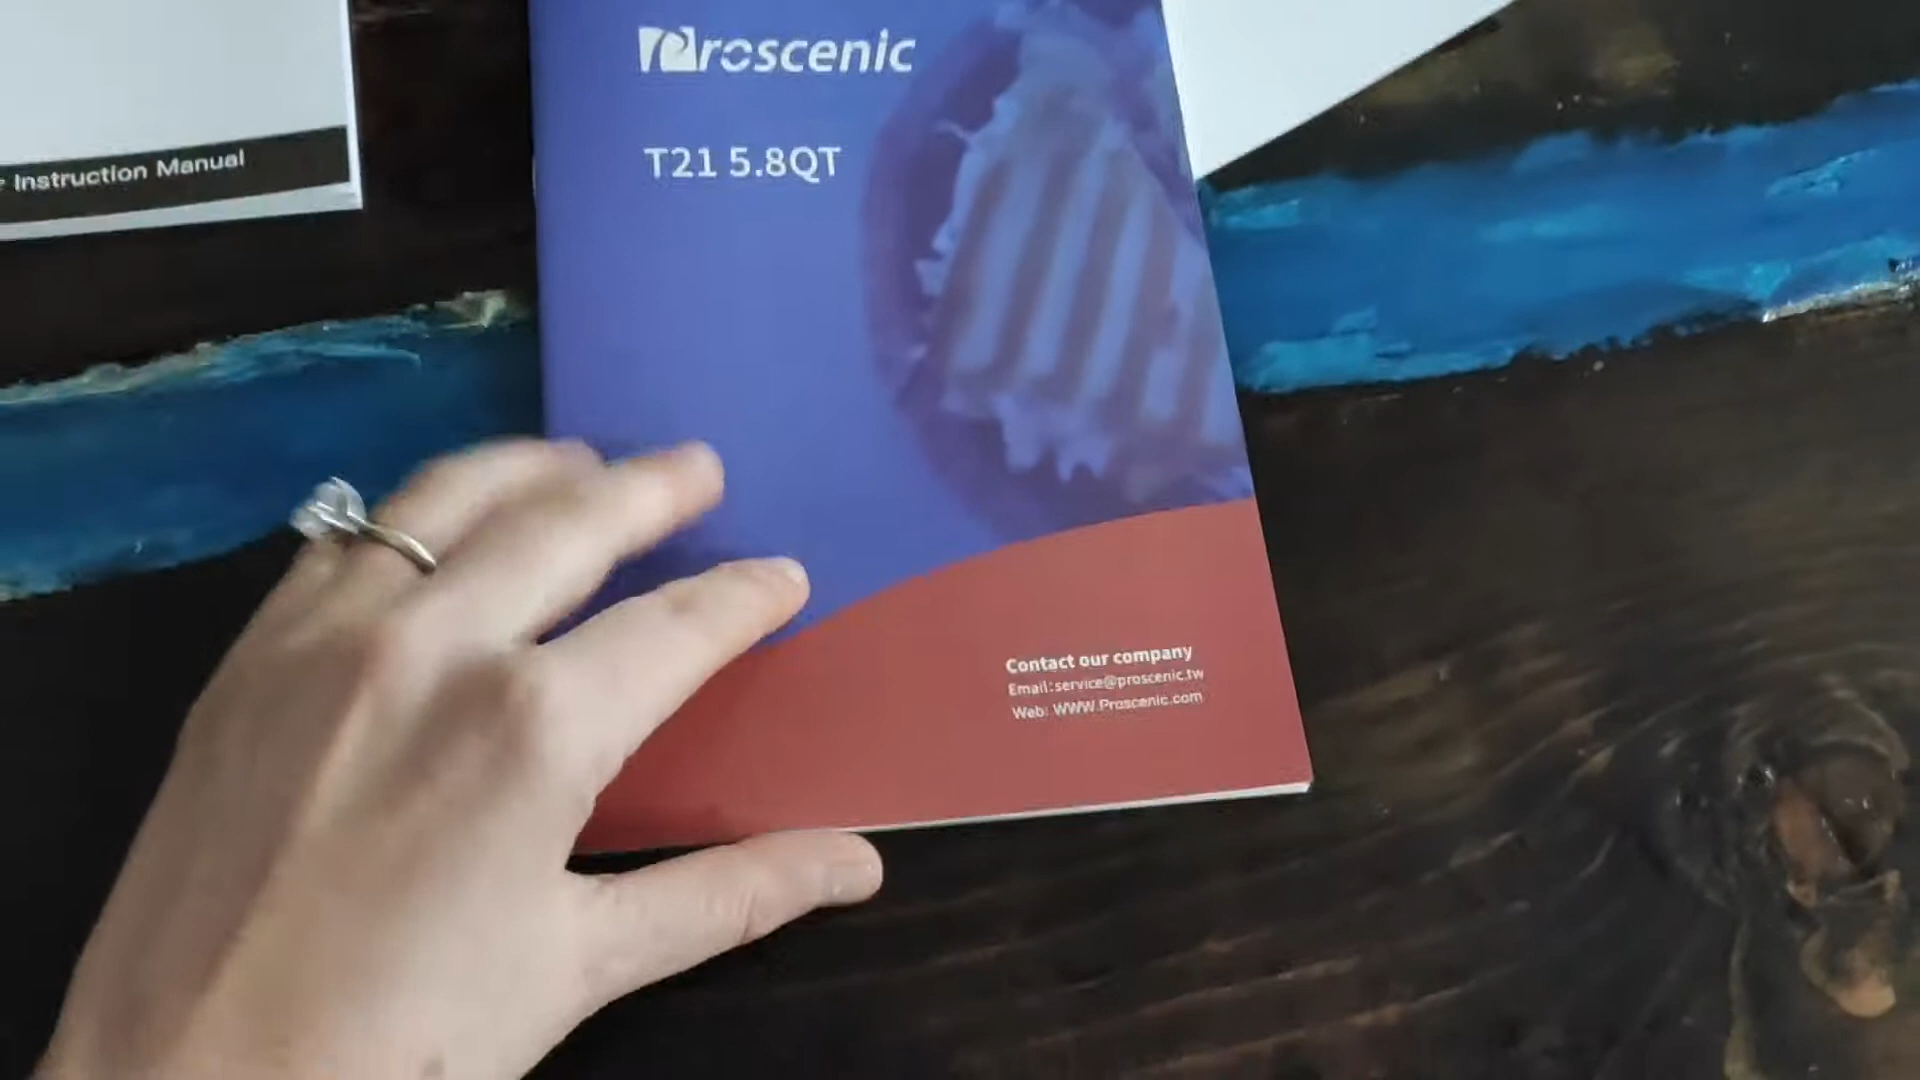 Instruction Manual
Proscenic
T21 5.8QT
Contact our company
Email:service@proscenic.tw
Web: WWW.Proscenic.com